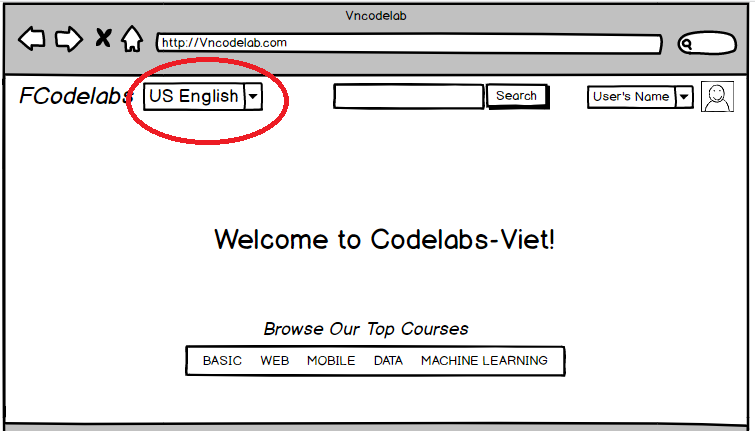 Vncodelab
http://Vncodelab.com
FCodelabs US English Search User's Name
Welcome to Codelabs-Viet!
Browse Our Top Courses
BASIC WEB MOBILE DATA MACHINE LEARNING